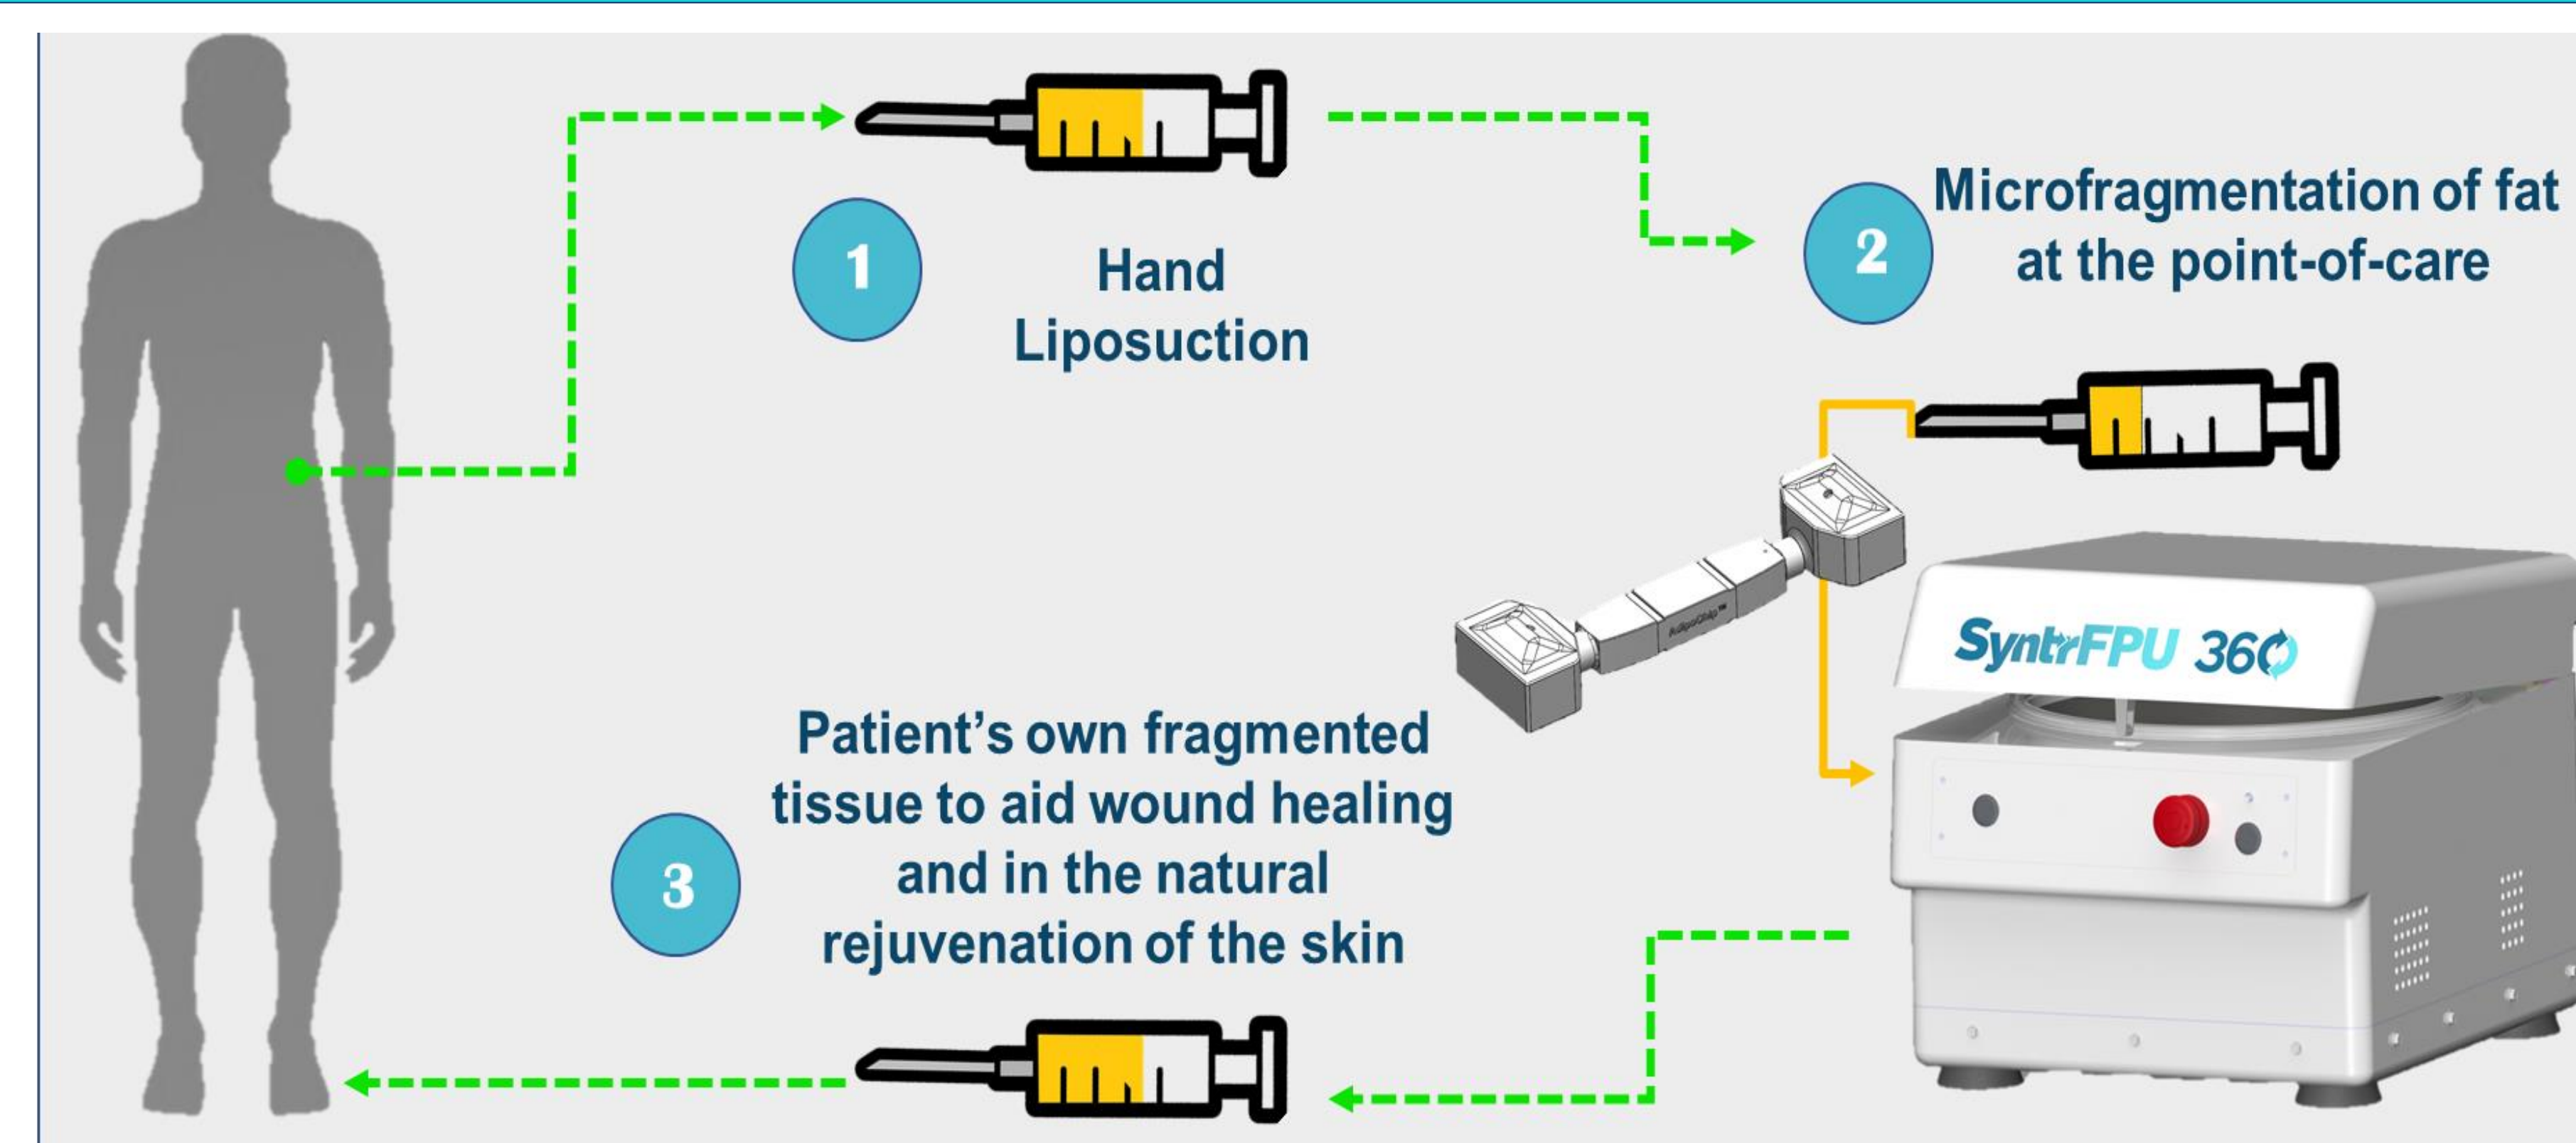 1
Hand
Liposuction
2
Microfragmentation of fat
at the point-of-care
SyntrFPU 360
3
Patient’s own fragmented
tissue to aid wound healing
and in the natural
rejuvenation of the skin